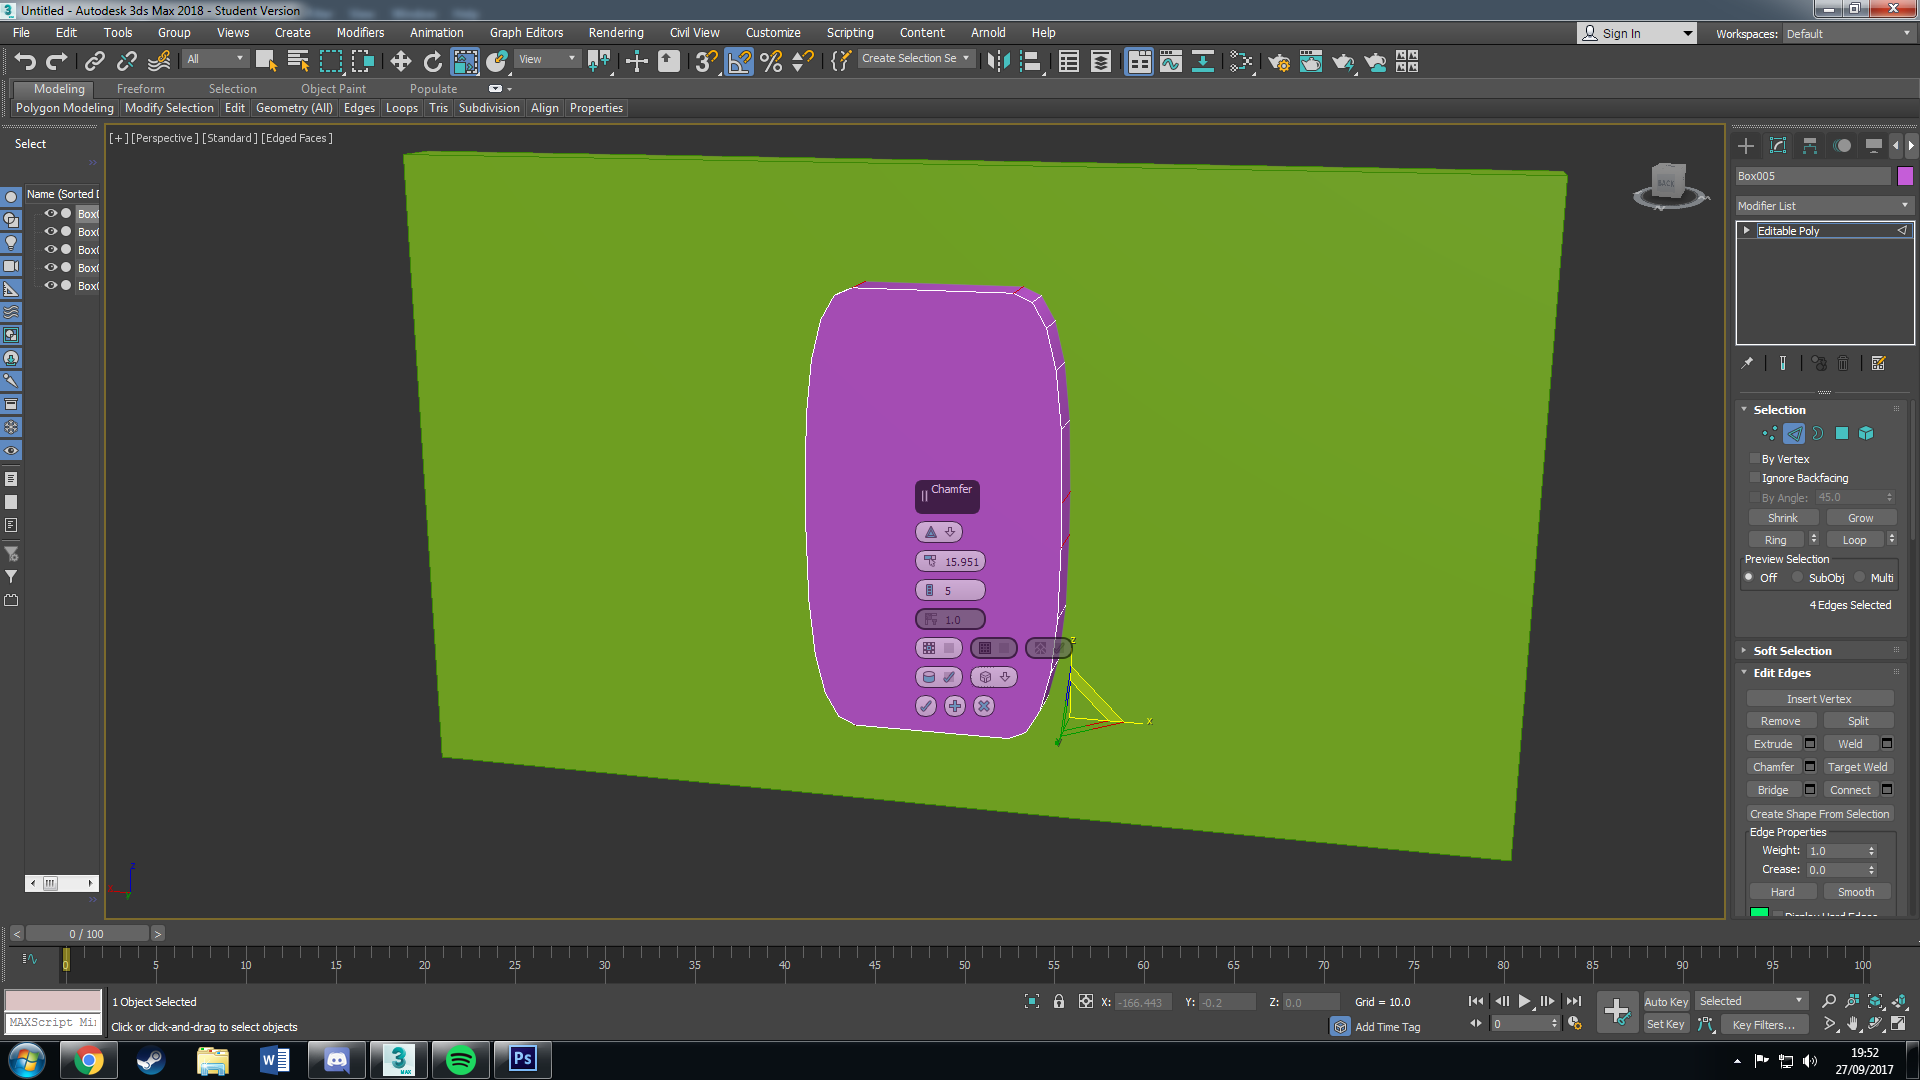 Untitled - Autodesk 3ds Max 2018 - Student Version
File Edit Tools Group Views Create Modifiers Animation Graph Editors Rendering Civil View Customize Scripting Content Arnold Help
Sign In
Workspaces: Default
All
View
Create Selection Se
Modeling Freeform Selection Object Paint Populate
Polygon Modeling Modify Selection Edit Geometry (All) Edges Loops Tris Subdivision Align Properties
Select
Name (Sorted
[+] [Perspective] [Standard] [Edged Faces]
BACK
Chamfer
15.951
5
1.0
z
x
z
y
Box005
Modifier List
Editable Poly
Selection
By Vertex
Ignore Backfacing
By Angle: 45.0
Shrink Grow
Ring Loop
Preview Selection
Off SubObj Multi
4 Edges Selected
Soft Selection
Edit Edges
Insert Vertex
Remove Split
Extrude Weld
Chamfer Target Weld
Bridge Connect
Create Shape From Selection
Edge Properties
Weight: 1.0
Crease: 0.0
Hard Smooth
Display Hard Edges
< 0 / 100 >
0 5 10 15 20 25 30 35 40 45 50 55 60 65 70 75 80 85 90 95 100
1 Object Selected
X: -166.443 Y: -0.2 Z: 0.0 Grid = 10.0
Auto Key Selected
MAXScript Mi
Click or click-and-drag to select objects
Add Time Tag
0
Set Key Key Filters...
3
MAX
W
Ps
19:52
27/09/2017